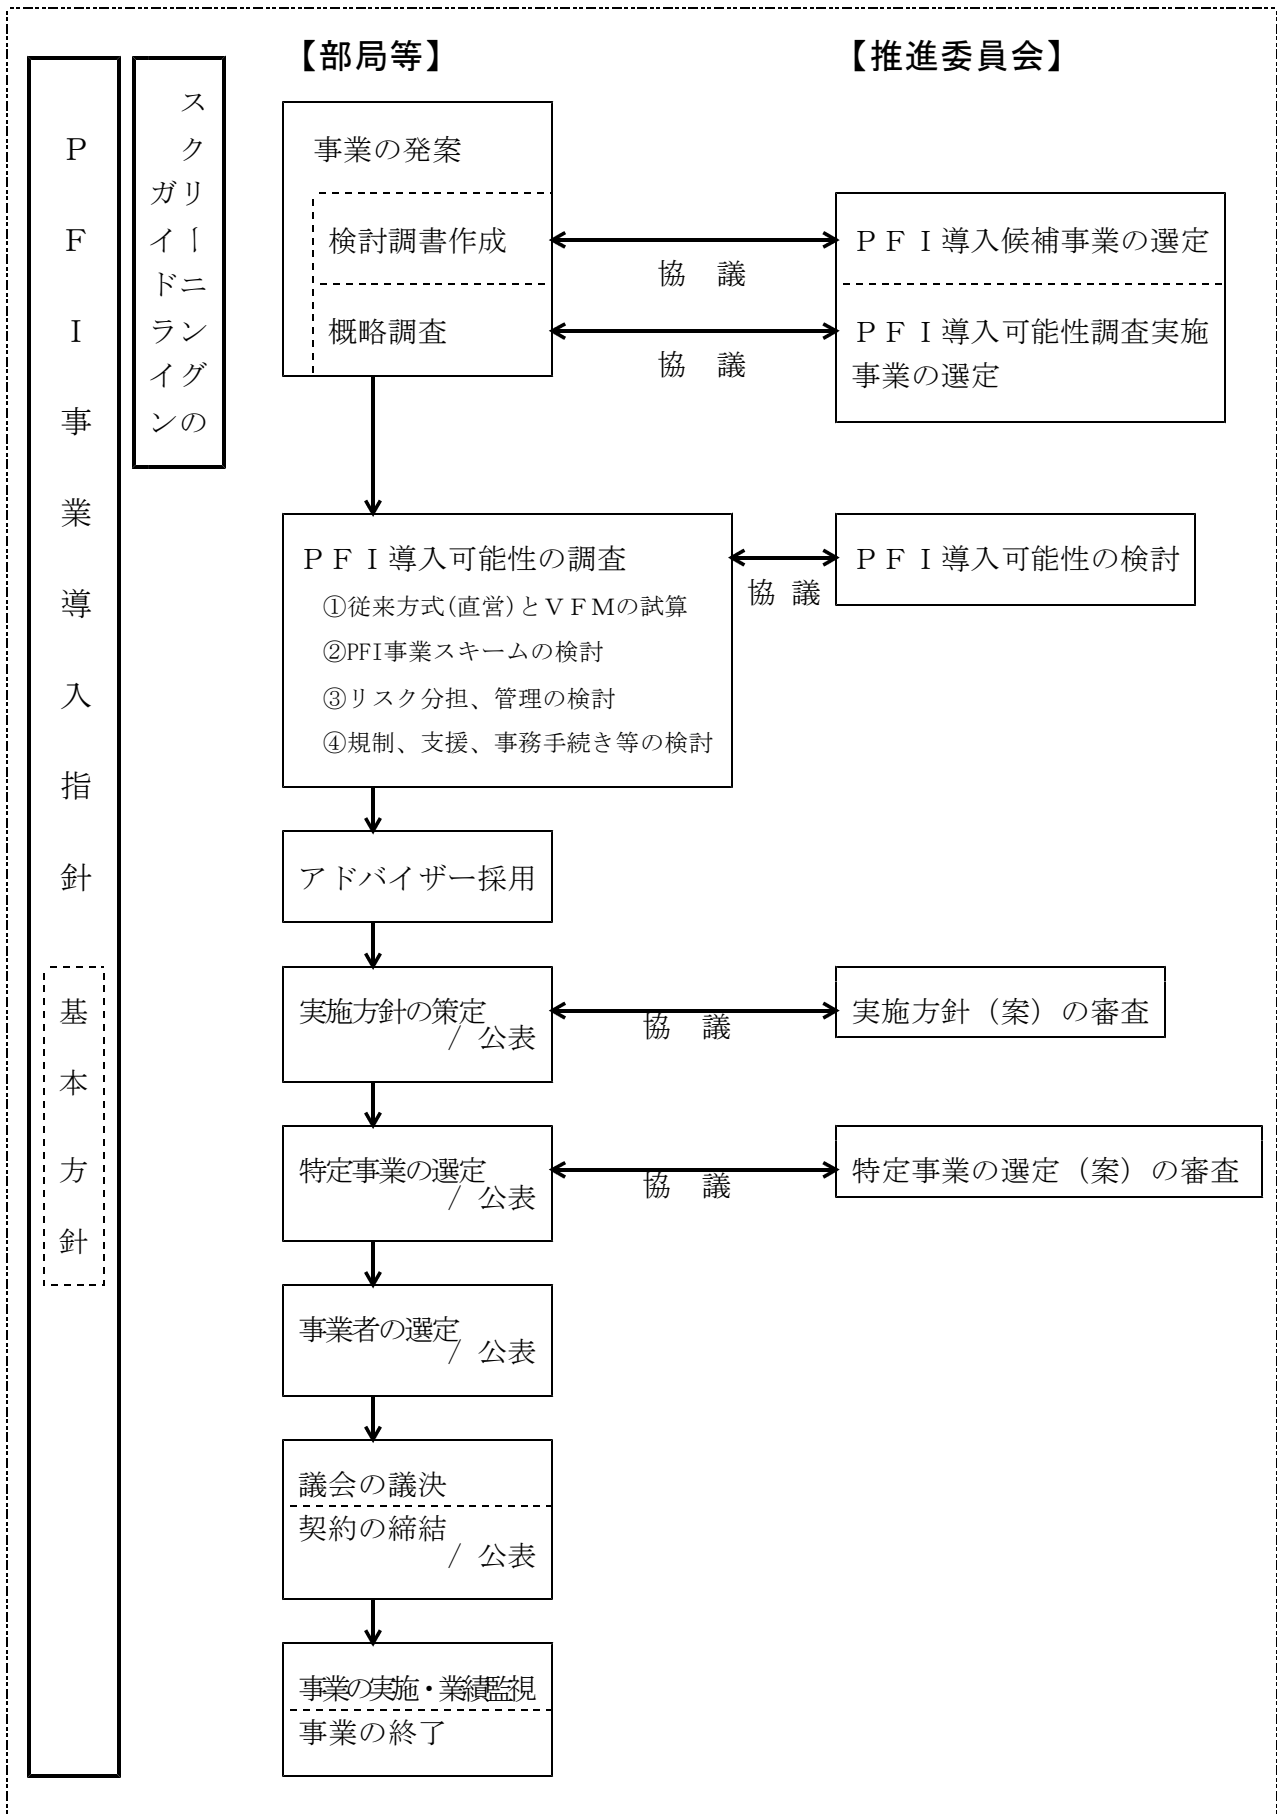 【部局等】
【推進委員会】
ＰＦＩ事業導入指針
基本方針
スクリーニングの
ガイドライン
事業の発案
検討調書作成
協　議
ＰＦＩ導入候補事業の選定
概略調査
協　議
ＰＦＩ導入可能性調査実施
事業の選定
ＰＦＩ導入可能性の調査
①従来方式(直営)とＶＦＭの試算
②PFI事業スキームの検討
③リスク分担、管理の検討
④規制、支援、事務手続き等の検討
協 議
ＰＦＩ導入可能性の検討
アドバイザー採用
実施方針の策定
/ 公表
協　議
実施方針（案）の審査
特定事業の選定
/ 公表
協　議
特定事業の選定（案）の審査
事業者の選定
/ 公表
議会の議決
契約の締結
/ 公表
事業の実施・業績監視
事業の終了